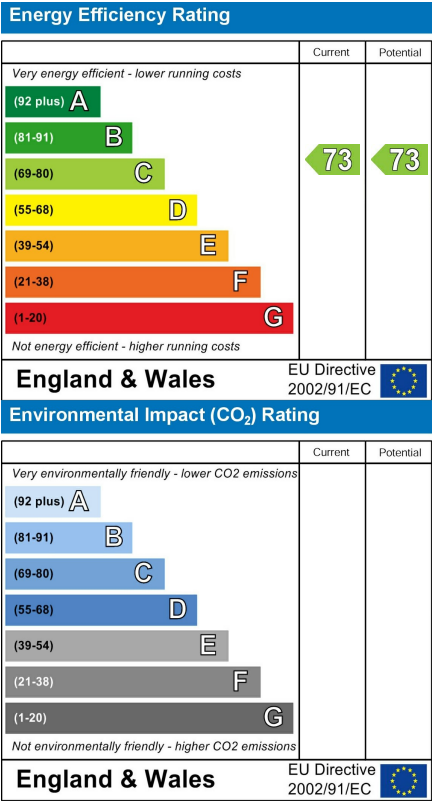 Energy Efficiency Rating
Current Potential
Very energy efficient - lower running costs
(92 plus) A
(81-91) B
(69-80) C
73 73
(55-68) D
(39-54) E
(21-38) F
(1-20) G
Not energy efficient - higher running costs
England & Wales
EU Directive
2002/91/EC
Environmental Impact (CO₂) Rating
Current Potential
Very environmentally friendly - lower CO2 emissions
(92 plus) A
(81-91) B
(69-80) C
(55-68) D
(39-54) E
(21-38) F
(1-20) G
Not environmentally friendly - higher CO2 emissions
England & Wales
EU Directive
2002/91/EC